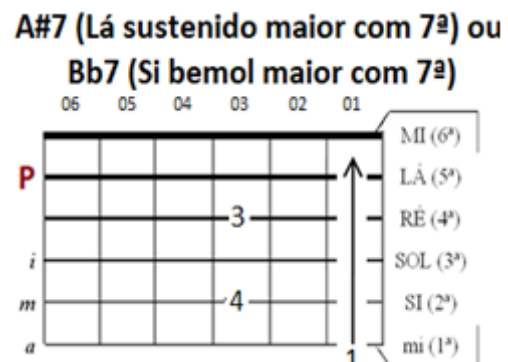 A#7 (Lá sustenido maior com 7ª) ou
Bb7 (Si bemol maior com 7ª)
06 05 04 03 02 01
MI (6ª)
P LÁ (5ª)
3 RÉ (4ª)
i SOL (3ª)
m 4 SI (2ª)
a 1 mi (1ª)